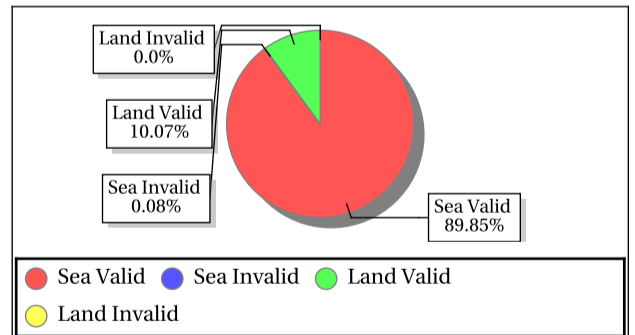 Land Invalid
0.0%
Land Valid
10.07%
Sea Invalid
0.08%
Sea Valid
89.85%
Sea Valid Sea Invalid Land Valid
Land Invalid